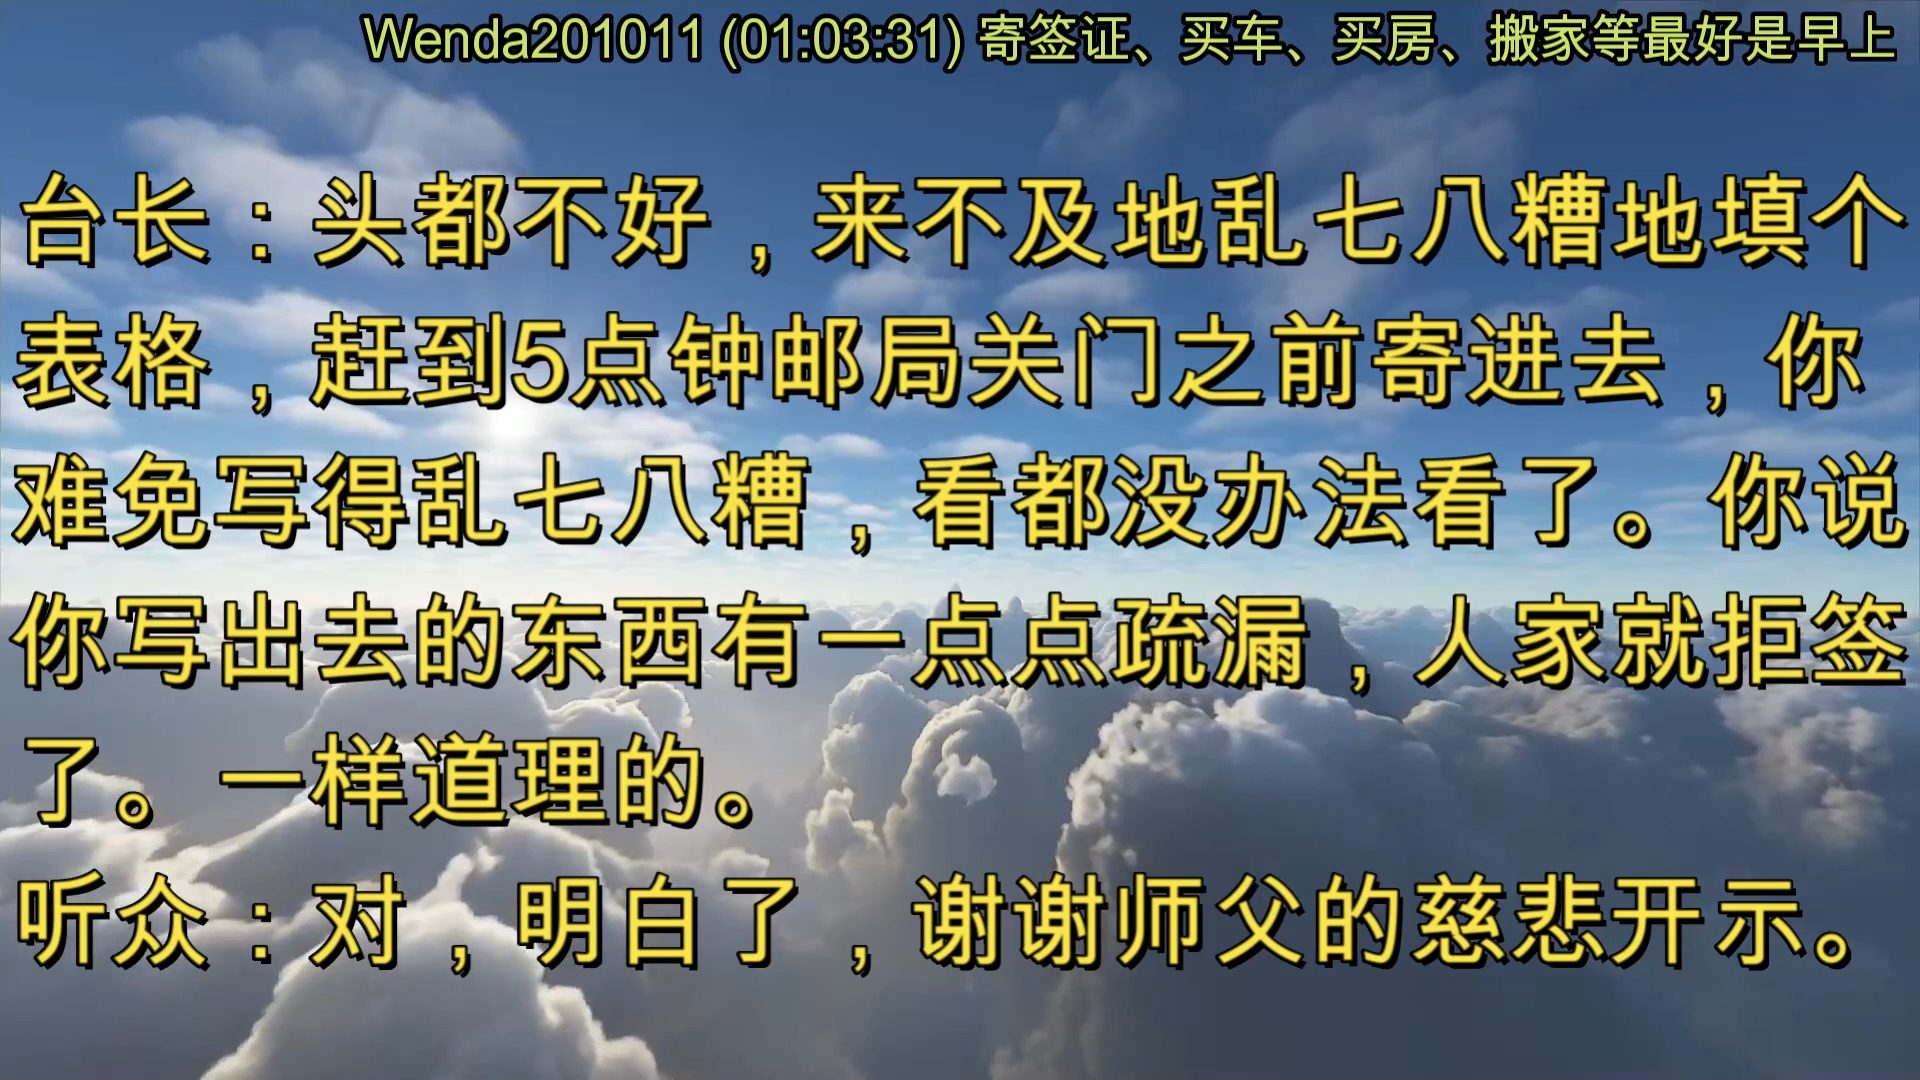 Wenda201011 (01:03:31) 寄签证、买车、买房、搬家等最好是早上
台长：头都不好，来不及地乱七八糟地填个
表格，赶到5点钟邮局关门之前寄进去，你
难免写得乱七八糟，看都没办法看了。你说
你写出去的东西有一点点疏漏，人家就拒签
了。一样道理的。
听众：对，明白了，谢谢师父的慈悲开示。